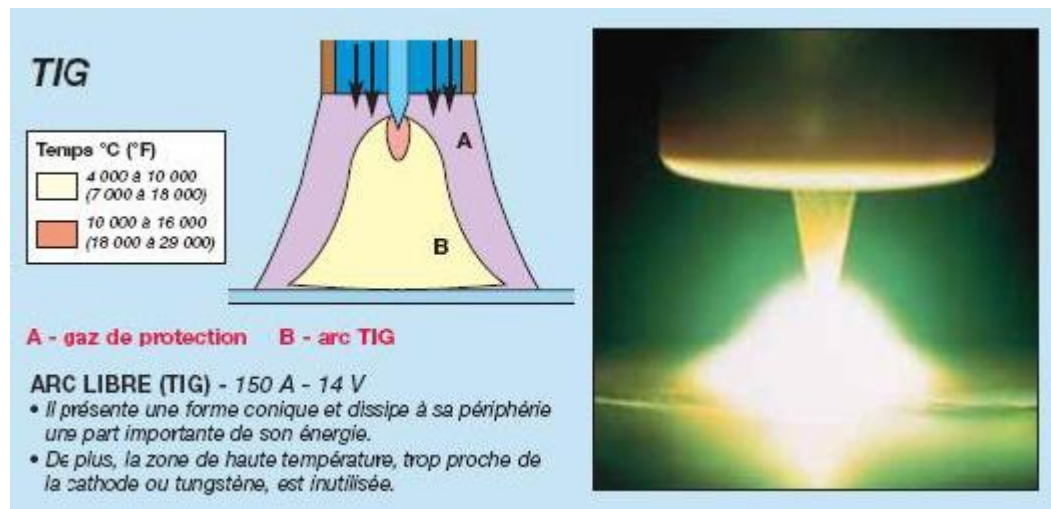 TIG
Temps °C (°F)
4 000 à 10 000
(7 000 à 18 000)
10 000 à 16 000
(18 000 à 29 000)
A
B
A - gaz de protection B - arc TIG
ARC LIBRE (TIG) - 150 A - 14 V
• Il présente une forme conique et dissipe à sa périphérie
une part importante de son énergie.
• De plus, la zone de haute température, trop proche de
la cathode ou tungstène, est inutilisée.